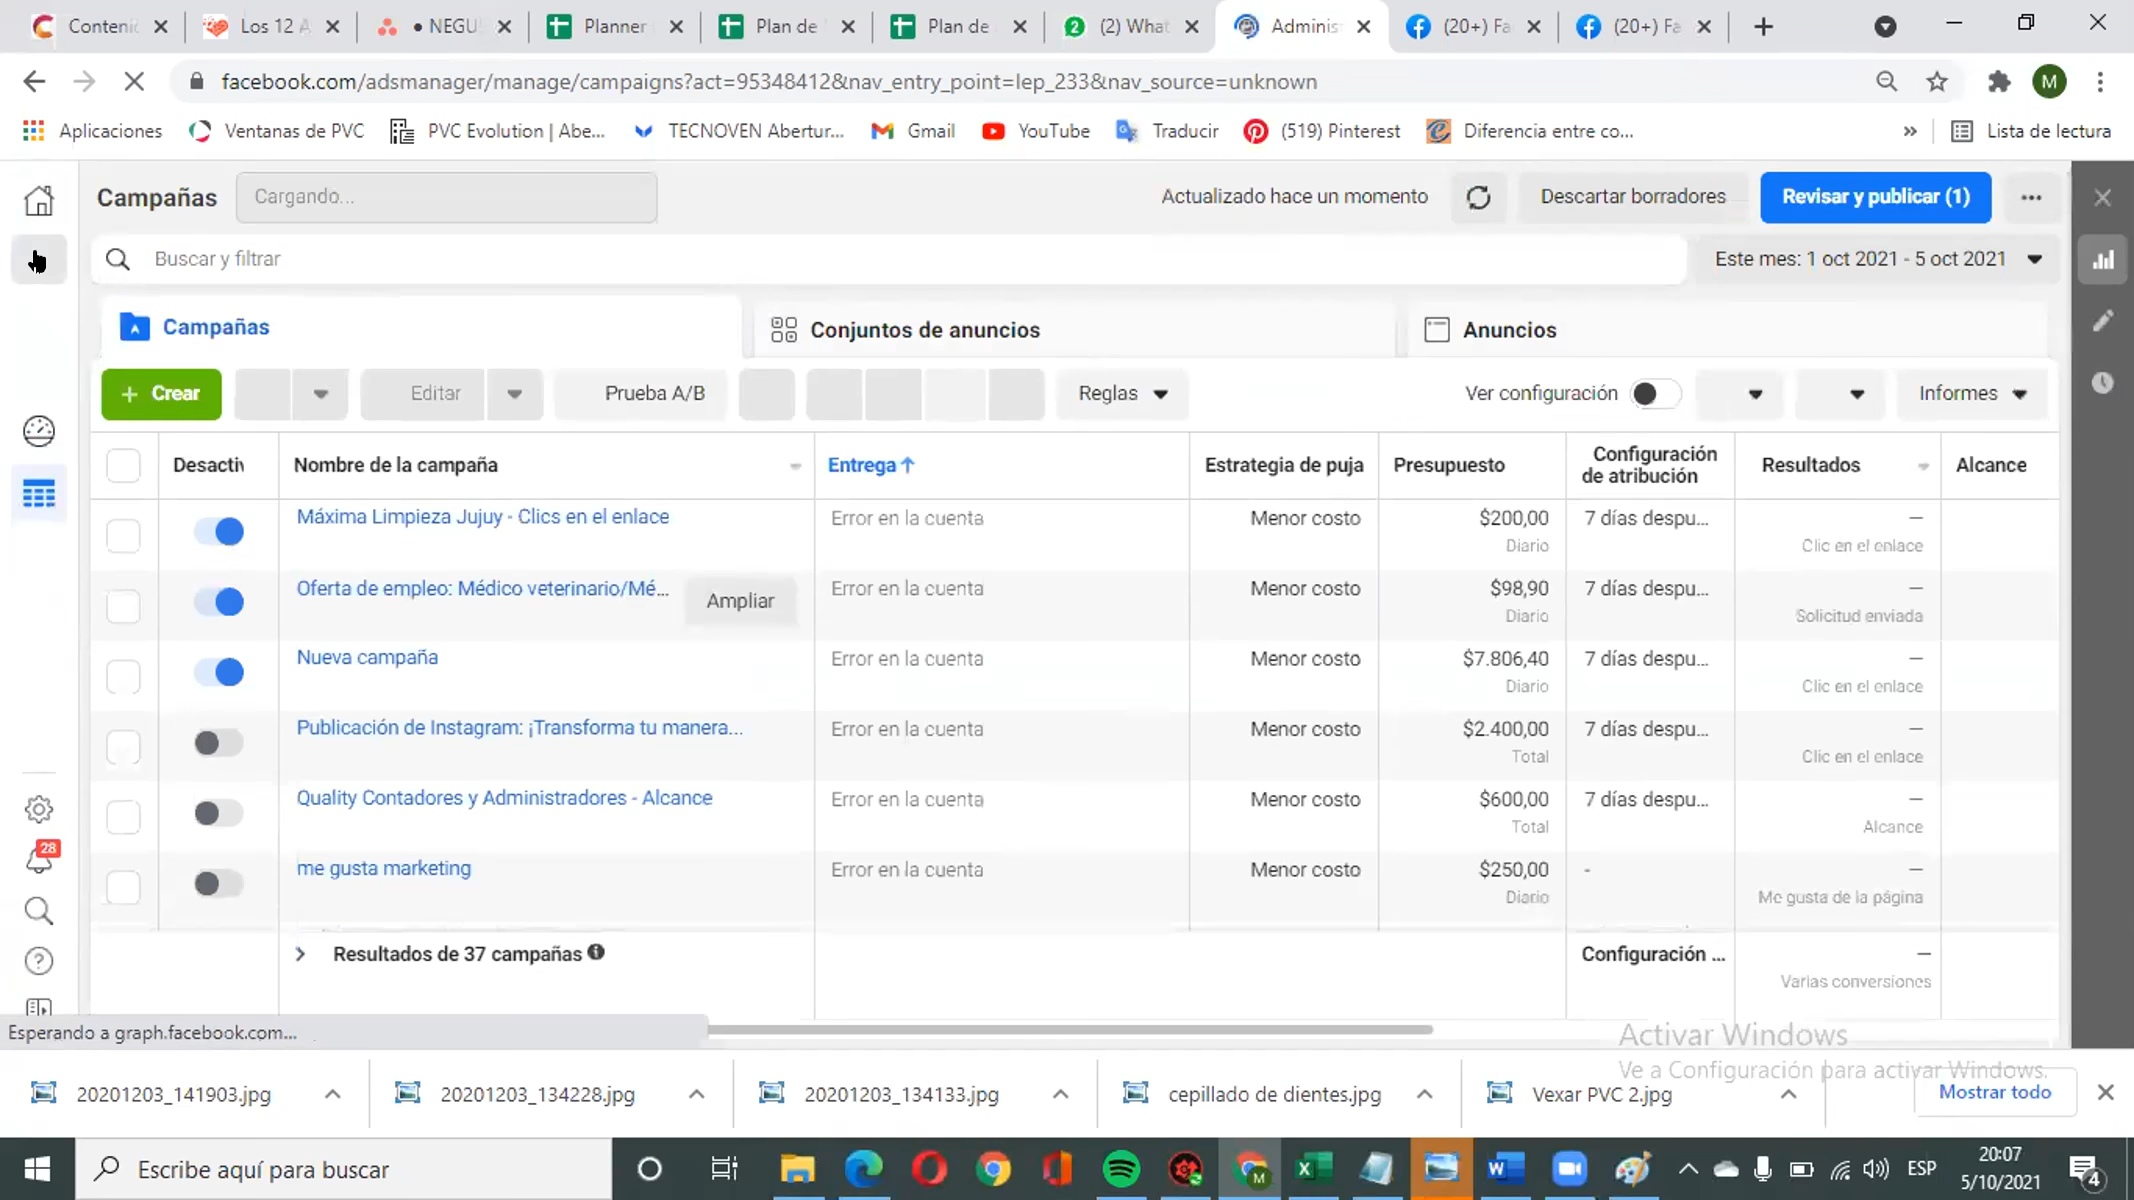 Conteni
Los 12 A
• NEGU
Planner
Plan de
Plan de
(2) What
Adminis
(20+) Fa
(20+) Fa
facebook.com/adsmanager/manage/campaigns?act=95348412&nav_entry_point=lep_233&nav_source=unknown
M
Aplicaciones
Ventanas de PVC
PVC Evolution | Abe...
TECNOVEN Abertur...
Gmail
YouTube
Traducir
(519) Pinterest
Diferencia entre co...
»
Lista de lectura
Campañas
Cargando...
Actualizado hace un momento
Descartar borradores
Revisar y publicar (1)
Buscar y filtrar
Este mes: 1 oct 2021 - 5 oct 2021
Campañas
Conjuntos de anuncios
Anuncios
+ Crear
Editar
Prueba A/B
Reglas
Ver configuración
Informes
Desactiv
Nombre de la campaña
Entrega↑
Estrategia de puja
Presupuesto
Configuración
de atribución
Resultados
Alcance
Máxima Limpieza Jujuy - Clics en el enlace
Error en la cuenta
Menor costo
$200,00
Diario
7 días despu...
—
Clic en el enlace
Oferta de empleo: Médico veterinario/Mé...
Ampliar
Error en la cuenta
Menor costo
$98,90
Diario
7 días despu...
—
Solicitud enviada
Nueva campaña
Error en la cuenta
Menor costo
$7.806,40
Diario
7 días despu...
—
Clic en el enlace
Publicación de Instagram: ¡Transforma tu manera...
Error en la cuenta
Menor costo
$2.400,00
Total
7 días despu...
—
Clic en el enlace
Quality Contadores y Administradores - Alcance
Error en la cuenta
Menor costo
$600,00
Total
7 días despu...
—
Alcance
me gusta marketing
Error en la cuenta
Menor costo
$250,00
Diario
-
—
Me gusta de la página
28
Resultados de 37 campañas
Configuración ...
—
Varias conversiones
Esperando a graph.facebook.com...
Activar Windows
Ve a Configuración para activar Windows.
20201203_141903.jpg
20201203_134228.jpg
20201203_134133.jpg
cepillado de dientes.jpg
Vexar PVC 2.jpg
Mostrar todo
Escribe aquí para buscar
ESP
20:07
5/10/2021
4